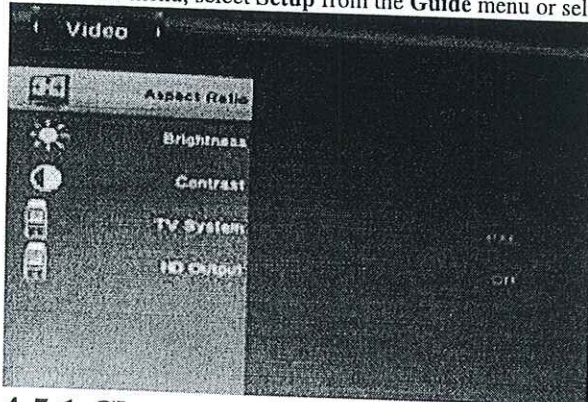 menu, select Setup from the Guide menu or sel
Video
Aspect Ratio
Brightness
Contrast
TV System
HD Output
Off